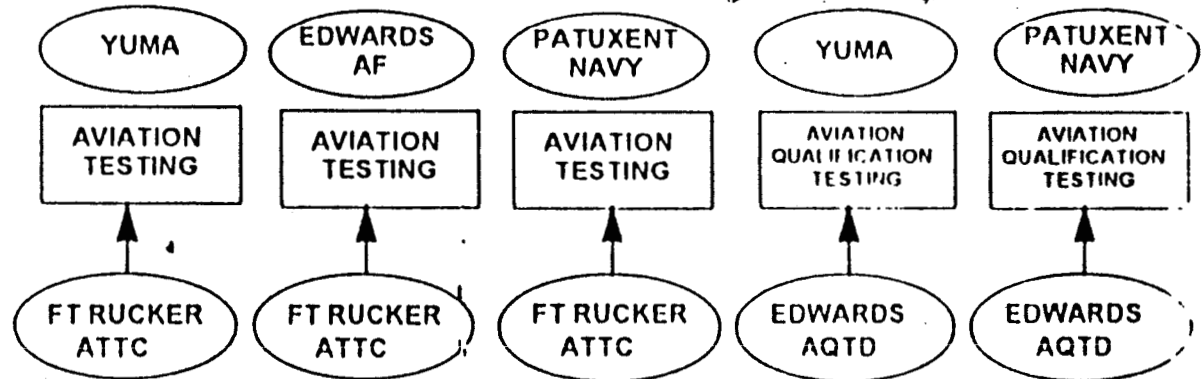 YUMA
EDWARDS
AF
PATUXENT
NAVY
YUMA
PATUXENT
NAVY
AVIATION
TESTING
AVIATION
TESTING
AVIATION
TESTING
AVIATION
QUALIFICATION
TESTING
AVIATION
QUALIFICATION
TESTING
FT RUCKER
ATTC
FT RUCKER
ATTC
FT RUCKER
ATTC
EDWARDS
AQTD
EDWARDS
AQTD